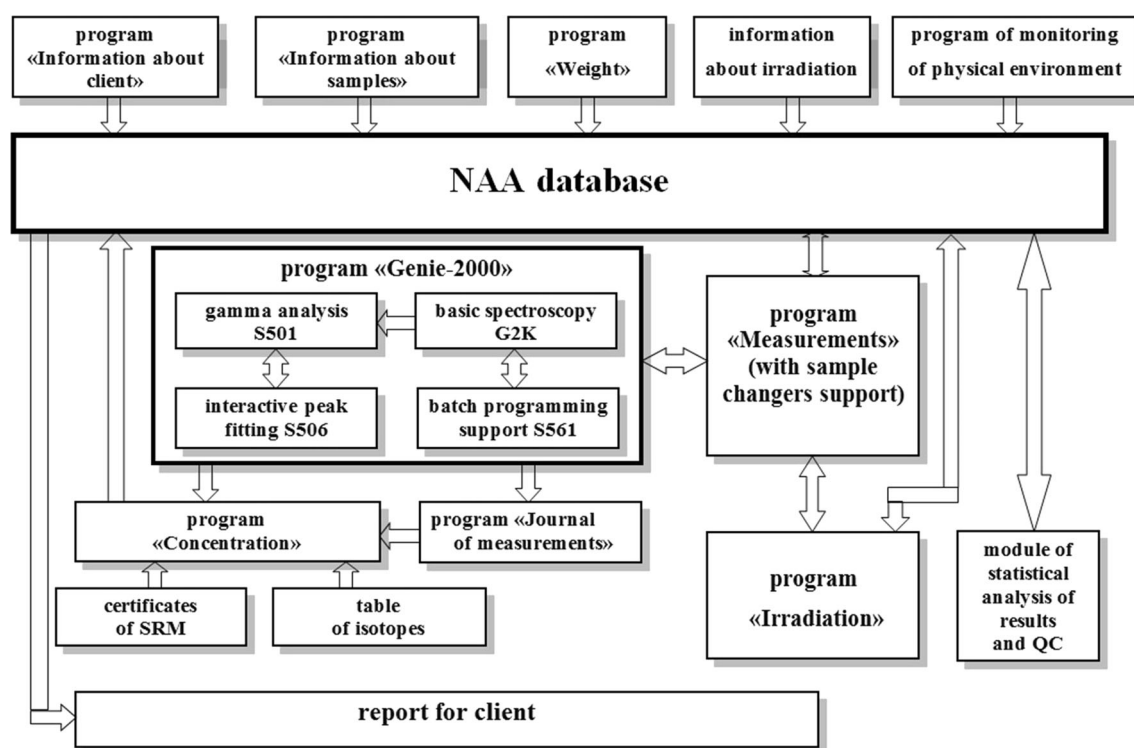 program
«Information about
client»
program
«Information about
samples»
program
«Weight»
information
about irradiation
program of monitoring
of physical environment
NAA database
program «Genie-2000»
gamma analysis
S501
basic spectroscopy
G2K
interactive peak
fitting S506
batch programming
support S561
program
«Measurements»
(with sample
changers support)
program
«Concentration»
program «Journal
of measurements»
certificates
of SRM
table
of isotopes
program
«Irradiation»
module of
statistical
analysis of
results
and QC
report for client